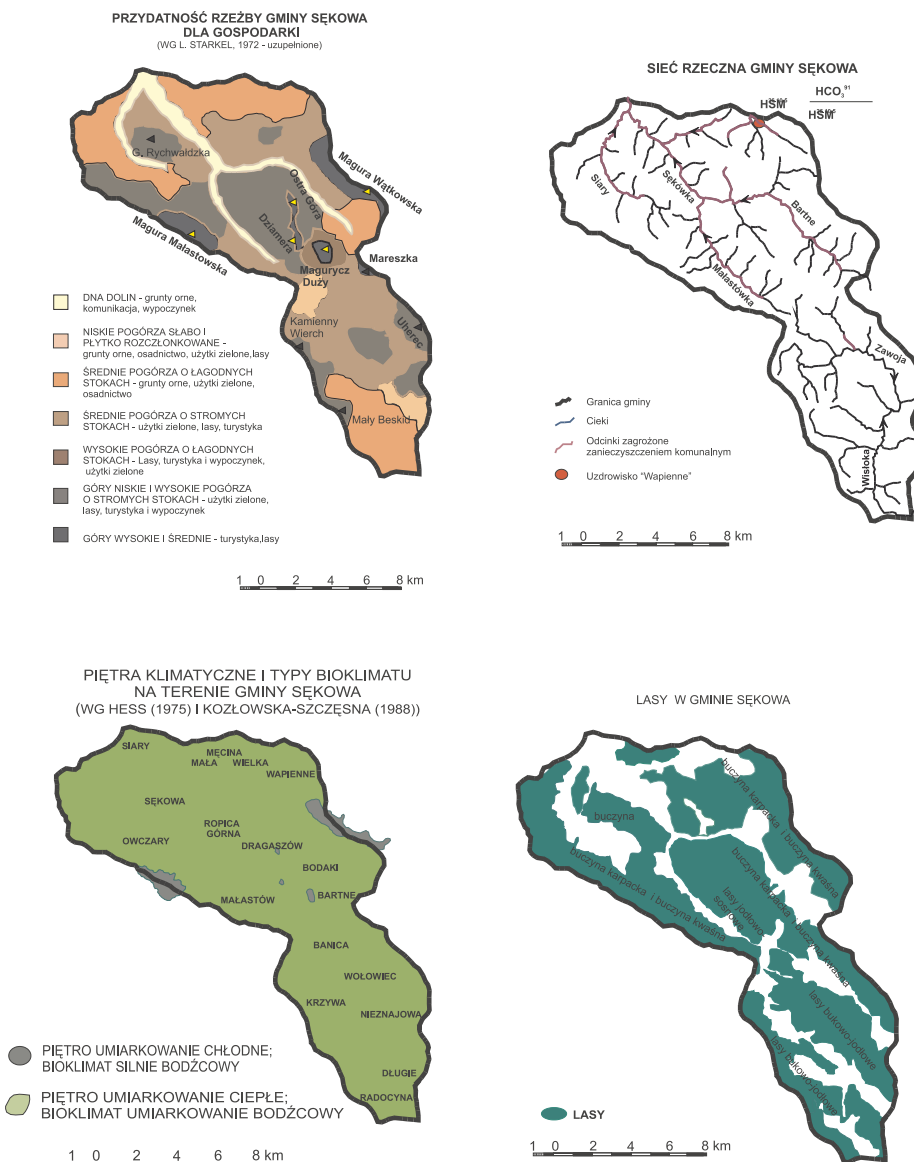 PRZYDATNOŚĆ RZEŹBY GMINY SĘKOWA
DLA GOSPODARKI
(WG L. STARKEL, 1972 - uzupełnione)
G. Rychwałdzka
Magura Wątkowska
Ostra Góra
Dziamera
Magura Małastowska
Magurycz
Duży
Mareszka
Kamienny
Wierch
Uherec
Mały Beskid
DNA DOLIN - grunty orne,
komunikacja, wypoczynek
NISKIE POGÓRZA SŁABO I
PŁYTKO ROZCZŁONKOWANE -
grunty orne, osadnictwo, użytki zielone,lasy
ŚREDNIE POGÓRZA O ŁAGODNYCH
STOKACH - grunty orne, użytki zielone,
osadnictwo
ŚREDNIE POGÓRZA O STROMYCH
STOKACH - użytki zielone, lasy, turystyka
WYSOKIE POGÓRZA O ŁAGODNYCH
STOKACH - Lasy, turystyka i wypoczynek,
użytki zielone
GÓRY NISKIE I WYSOKIE POGÓRZA
O STROMYCH STOKACH - użytki zielone,
lasy, turystyka i wypoczynek
GÓRY WYSOKIE I ŚREDNIE - turystyka,lasy
1 0 2 4 6 8 km
SIEĆ RZECZNA GMINY SĘKOWA
HCO₃⁹¹
HSM
HSM
Siary
Sękówka
Bartne
Małastówka
Zawoja
Wisłoka
Granica gminy
Cieki
Odcinki zagrożone
zanieczyszczeniem komunalnym
Uzdrowisko "Wapienne"
1 0 2 4 6 8 km
PIĘTRA KLIMATYCZNE I TYPY BIOKLIMATU
NA TERENIE GMINY SĘKOWA
(WG HESS (1975) I KOZŁOWSKA-SZCZĘSNA (1988))
SIARY
MĘCINA
MAŁA WIELKA
WAPIENNE
SĘKOWA
ROPICA
GÓRNA
OWCZARY
DRAGASZÓW
BODAKI
MAŁASTÓW
BARTNE
BANICA
WOŁOWIEC
KRZYWA
NIEZNAJOWA
DŁUGIE
RADOCYNA
PIĘTRO UMIARKOWANIE CHŁODNE;
BIOKLIMAT SILNIE BODŹCOWY
PIĘTRO UMIARKOWANIE CIEPŁE;
BIOKLIMAT UMIARKOWANIE BODŹCOWY
1 0 2 4 6 8 km
LASY W GMINIE SĘKOWA
buczyna karpacka i buczyna kwaśna
buczyna
buczyna karpacka i buczyna kwaśna
buczyna karpacka i buczyna kwaśna
lasy jodłowo-
sosnowe
lasy bukowo-jodłowe
lasy bukowo-jodłowe
LASY
1 0 2 4 6 8 km